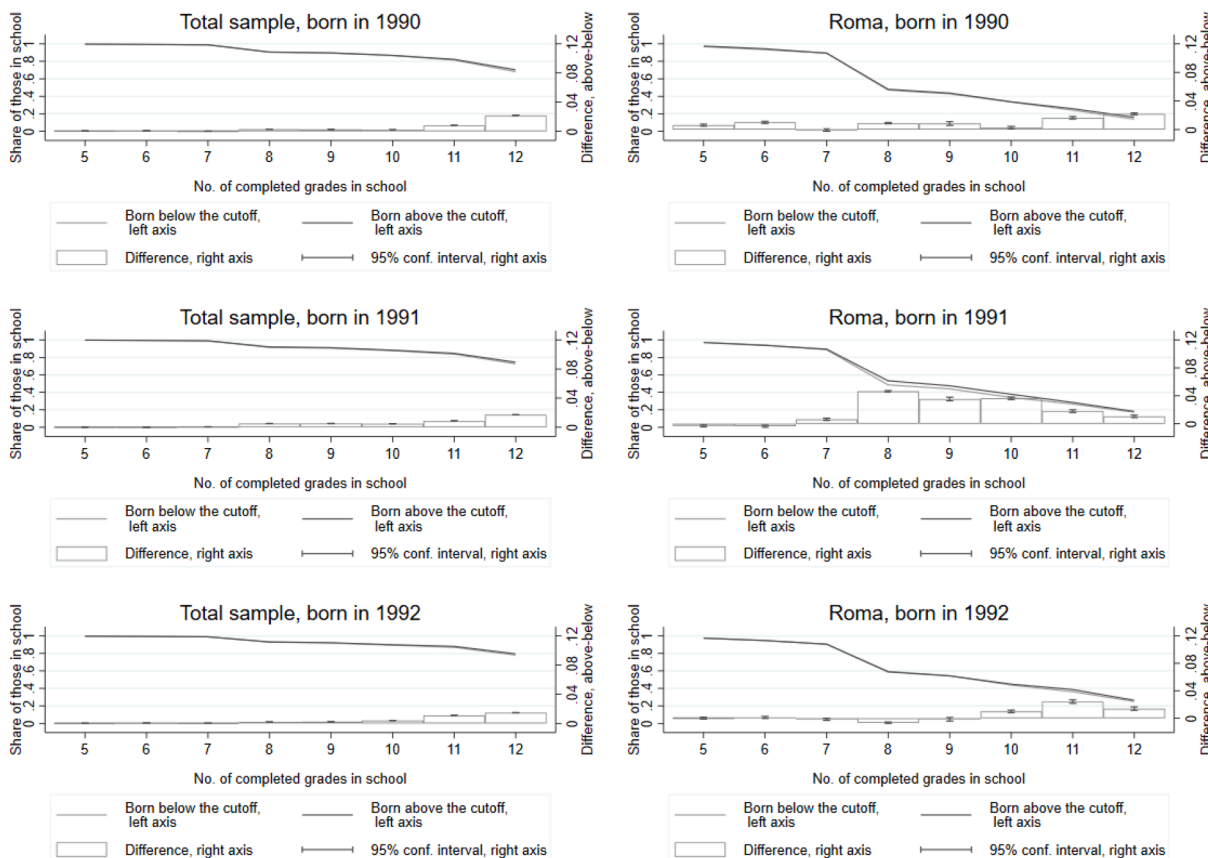 Total sample, born in 1990
Share of those in school
0 .2 .4 .6 .8 1
Difference, above-below
0 .04 .08 .12
5 6 7 8 9 10 11 12
No. of completed grades in school
Born below the cutoff,
left axis
Born above the cutoff,
left axis
Difference, right axis
95% conf. interval, right axis
Roma, born in 1990
Share of those in school
0 .2 .4 .6 .8 1
Difference, above-below
0 .04 .08 .12
5 6 7 8 9 10 11 12
No. of completed grades in school
Born below the cutoff,
left axis
Born above the cutoff,
left axis
Difference, right axis
95% conf. interval, right axis
Total sample, born in 1991
Share of those in school
0 .2 .4 .6 .8 1
Difference, above-below
0 .04 .08 .12
5 6 7 8 9 10 11 12
No. of completed grades in school
Born below the cutoff,
left axis
Born above the cutoff,
left axis
Difference, right axis
95% conf. interval, right axis
Roma, born in 1991
Share of those in school
0 .2 .4 .6 .8 1
Difference, above-below
0 .04 .08 .12
5 6 7 8 9 10 11 12
No. of completed grades in school
Born below the cutoff,
left axis
Born above the cutoff,
left axis
Difference, right axis
95% conf. interval, right axis
Total sample, born in 1992
Share of those in school
0 .2 .4 .6 .8 1
Difference, above-below
0 .04 .08 .12
5 6 7 8 9 10 11 12
No. of completed grades in school
Born below the cutoff,
left axis
Born above the cutoff,
left axis
Difference, right axis
95% conf. interval, right axis
Roma, born in 1992
Share of those in school
0 .2 .4 .6 .8 1
Difference, above-below
0 .04 .08 .12
5 6 7 8 9 10 11 12
No. of completed grades in school
Born below the cutoff,
left axis
Born above the cutoff,
left axis
Difference, right axis
95% conf. interval, right axis